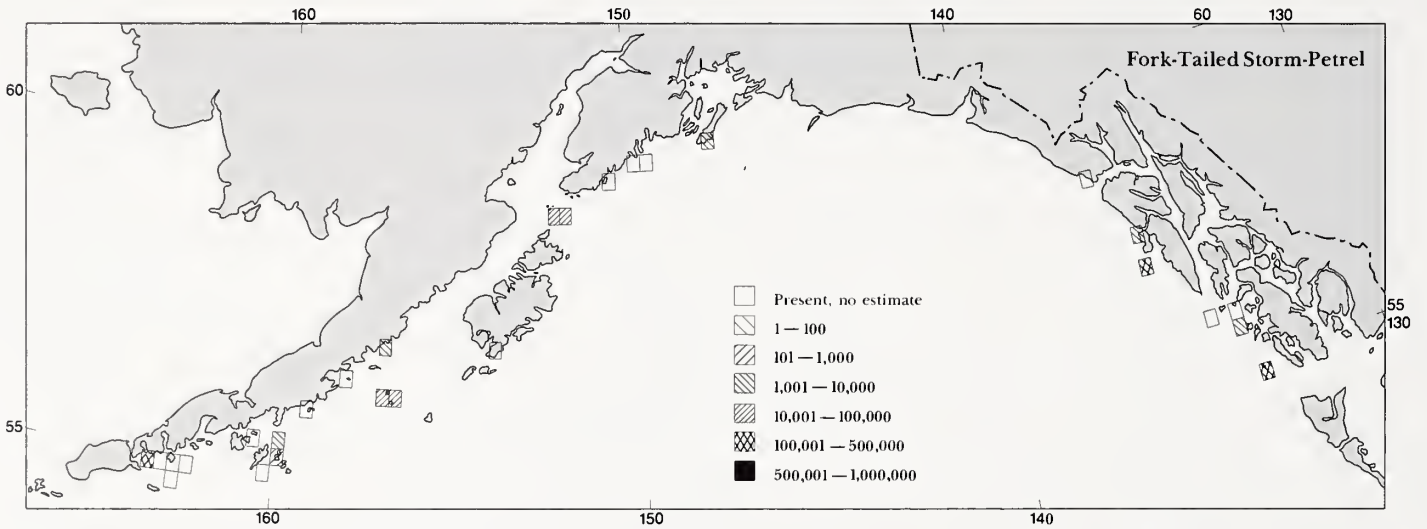 160 150 140 60 130
Fork-Tailed Storm-Petrel
60
55
130
Present, no estimate
1 — 100
101 — 1,000
1,001 — 10,000
10,001 — 100,000
100,001 — 500,000
500,001 — 1,000,000
55
160 150 140